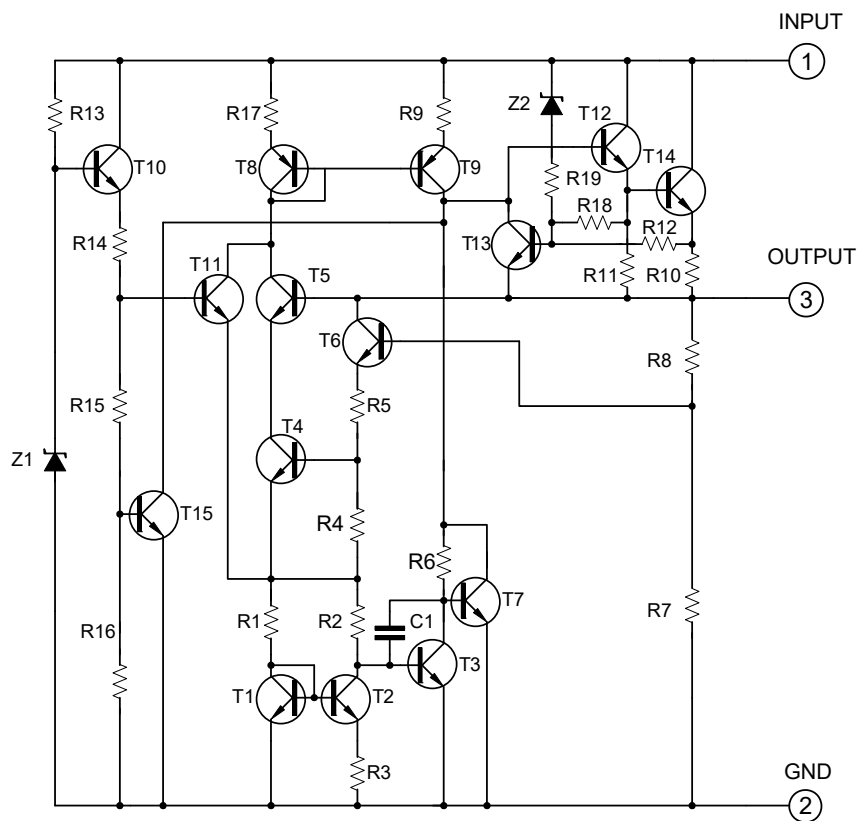 INPUT
1
R13
R17
R9
Z2
T12
T10
T8
T9
T14
R19
R18
R14
T13
R12
T11
T5
R11
R10
OUTPUT
3
T6
R8
R15
R5
T4
Z1
T15
R4
R6
T7
R1
R2
C1
R7
R16
T3
T1
T2
R3
GND
2